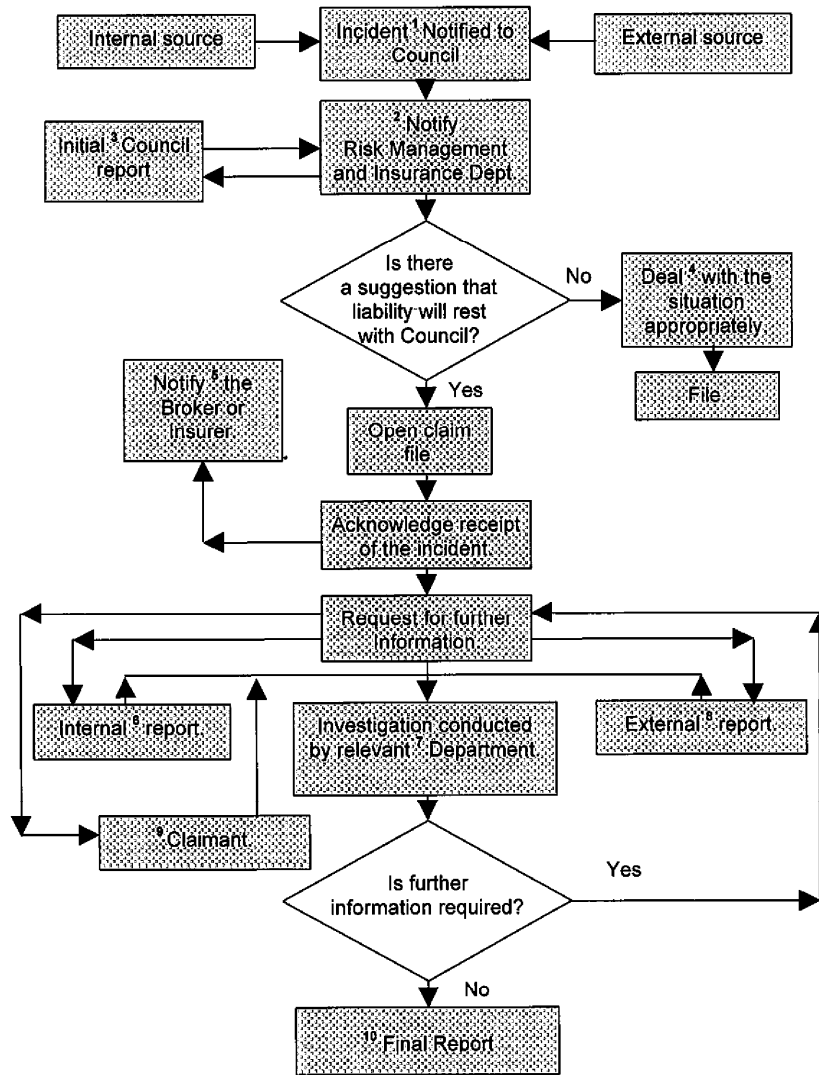 Internal source
Incident 1 Notified to
Council
External source
2 Notify
Risk Management
and Insurance Dept.
Initial 3 Council
report
Is there
a suggestion that
liability will rest
with Council?
No
Deal 4 with the
situation
appropriately.
File
Yes
Notify 5 the
Broker or
Insurer.
Open claim
file
Acknowledge receipt
of the incident.
Request for further
Information.
Internal 6 report.
Investigation conducted
by relevant 7 Department.
External 8 report.
9 Claimant.
Is further
information required?
Yes
No
10 Final Report